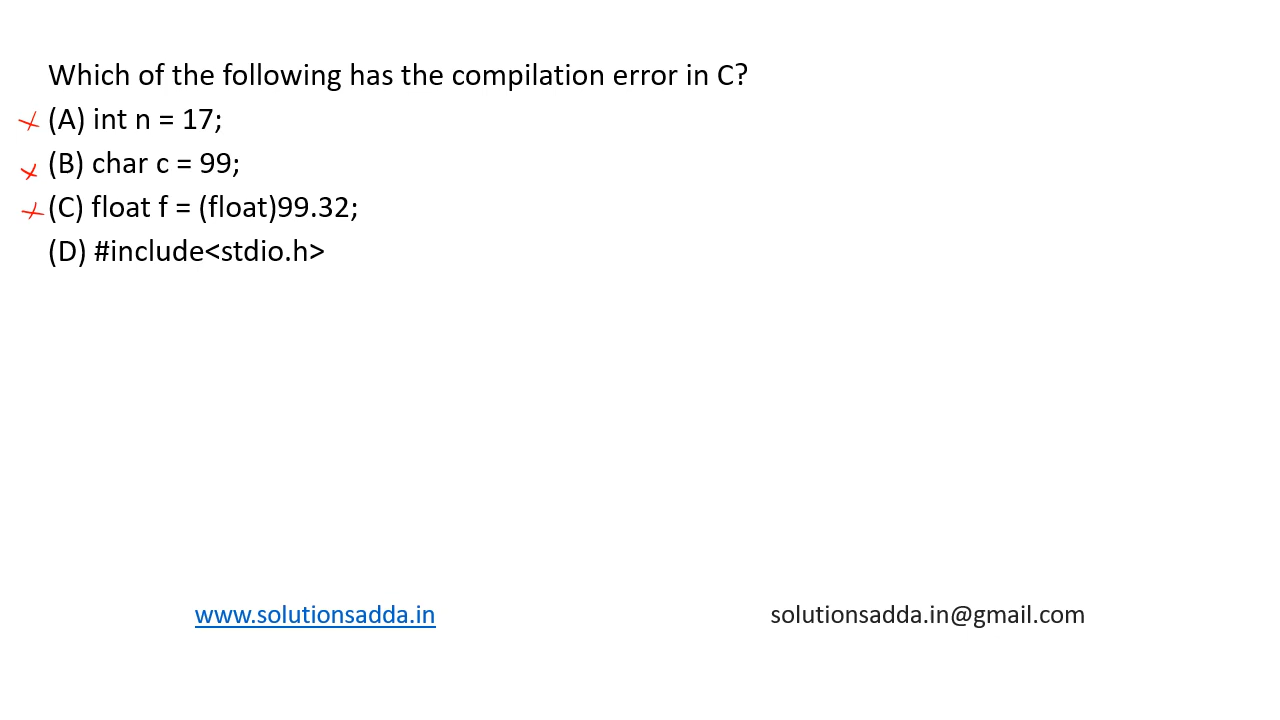 Which of the following has the compilation error in C?
(A) int n = 17;
(B) char c = 99;
(C) float f = (float)99.32;
(D) #include<stdio.h>
www.solutionsadda.in
solutionsadda.in@gmail.com